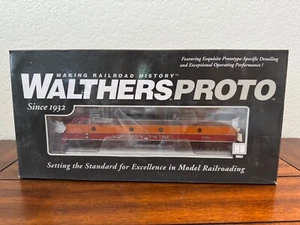 Featuring Exquisite Prototype-Specific Detailing
and Exceptional Operating Performance!
MAKING RAILROAD HISTORY™
WALTHERSPROTO
Since 1932
Setting the Standard for Excellence in Model Railroading